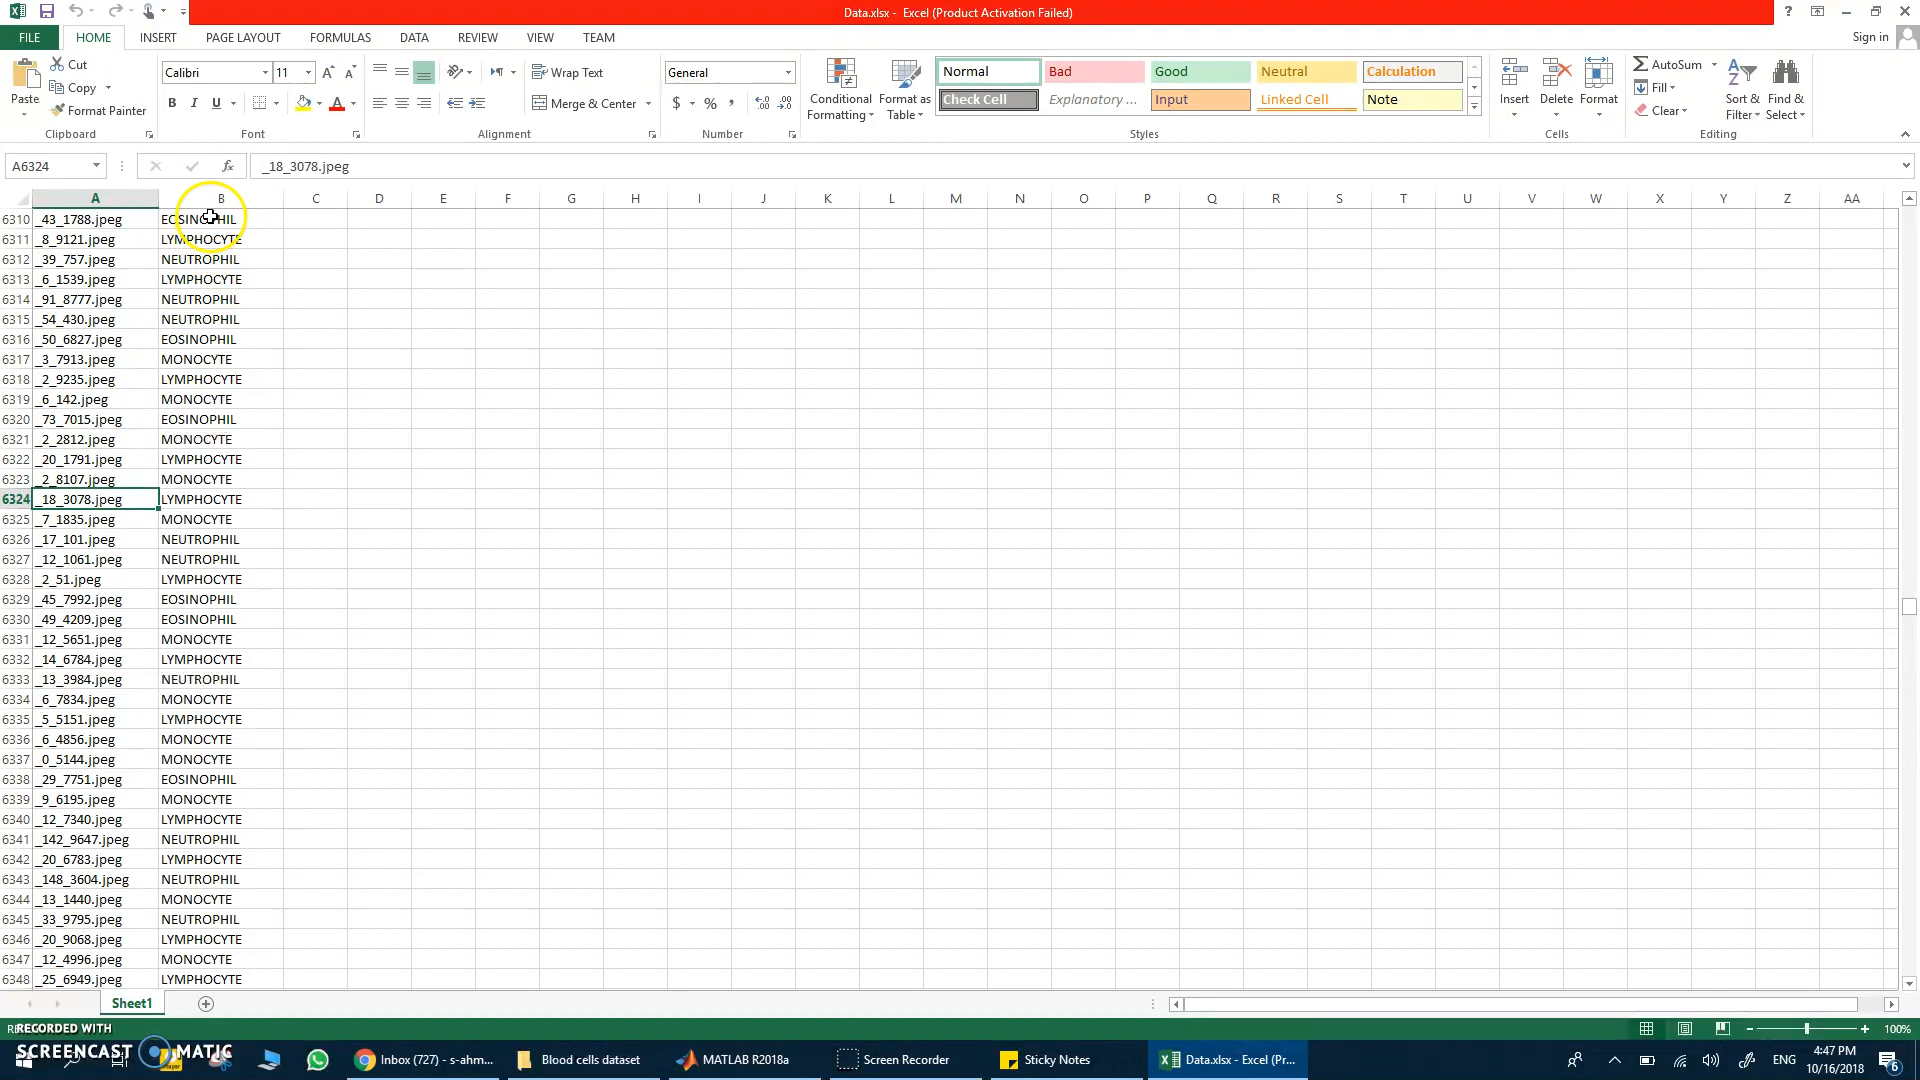 Data.xlsx - Excel (Product Activation Failed)
FILE HOME INSERT PAGE LAYOUT FORMULAS DATA REVIEW VIEW TEAM Sign in
Cut
Copy
Format Painter
Paste
Clipboard
Calibri 11
B I U
Font
Wrap Text
Merge & Center
Alignment
General
$ % ,
Number
Conditional Formatting
Format as Table
Normal Bad Good Neutral Calculation
Check Cell Explanatory ... Input Linked Cell Note
Styles
Insert Delete Format
Cells
AutoSum
Fill
Clear
Sort & Filter
Find & Select
Editing
A6324 fx _18_3078.jpeg
A B C D E F G H I J K L M N O P Q R S T U V W X Y Z AA
6310 _43_1788.jpeg EOSINOPHIL
6311 _8_9121.jpeg LYMPHOCYTE
6312 _39_757.jpeg NEUTROPHIL
6313 _6_1539.jpeg LYMPHOCYTE
6314 _91_8777.jpeg NEUTROPHIL
6315 _54_430.jpeg NEUTROPHIL
6316 _50_6827.jpeg EOSINOPHIL
6317 _3_7913.jpeg MONOCYTE
6318 _2_9235.jpeg LYMPHOCYTE
6319 _6_142.jpeg MONOCYTE
6320 _73_7015.jpeg EOSINOPHIL
6321 _2_2812.jpeg MONOCYTE
6322 _20_1791.jpeg LYMPHOCYTE
6323 _2_8107.jpeg MONOCYTE
6324 _18_3078.jpeg LYMPHOCYTE
6325 _7_1835.jpeg MONOCYTE
6326 _17_101.jpeg NEUTROPHIL
6327 _12_1061.jpeg NEUTROPHIL
6328 _2_51.jpeg LYMPHOCYTE
6329 _45_7992.jpeg EOSINOPHIL
6330 _49_4209.jpeg EOSINOPHIL
6331 _12_5651.jpeg MONOCYTE
6332 _14_6784.jpeg LYMPHOCYTE
6333 _13_3984.jpeg NEUTROPHIL
6334 _6_7834.jpeg MONOCYTE
6335 _5_5151.jpeg LYMPHOCYTE
6336 _6_4856.jpeg MONOCYTE
6337 _0_5144.jpeg MONOCYTE
6338 _29_7751.jpeg EOSINOPHIL
6339 _9_6195.jpeg MONOCYTE
6340 _12_7340.jpeg LYMPHOCYTE
6341 _142_9647.jpeg NEUTROPHIL
6342 _20_6783.jpeg LYMPHOCYTE
6343 _148_3604.jpeg NEUTROPHIL
6344 _13_1440.jpeg MONOCYTE
6345 _33_9795.jpeg NEUTROPHIL
6346 _20_9068.jpeg LYMPHOCYTE
6347 _12_4996.jpeg MONOCYTE
6348 _25_6949.jpeg LYMPHOCYTE
Sheet1
100%
RECORDED WITH
SCREENCAST MATIC
Inbox (727) - s-ahm... Blood cells dataset MATLAB R2018a Screen Recorder Sticky Notes Data.xlsx - Excel (Pr...
ENG 4:47 PM
10/16/2018
6